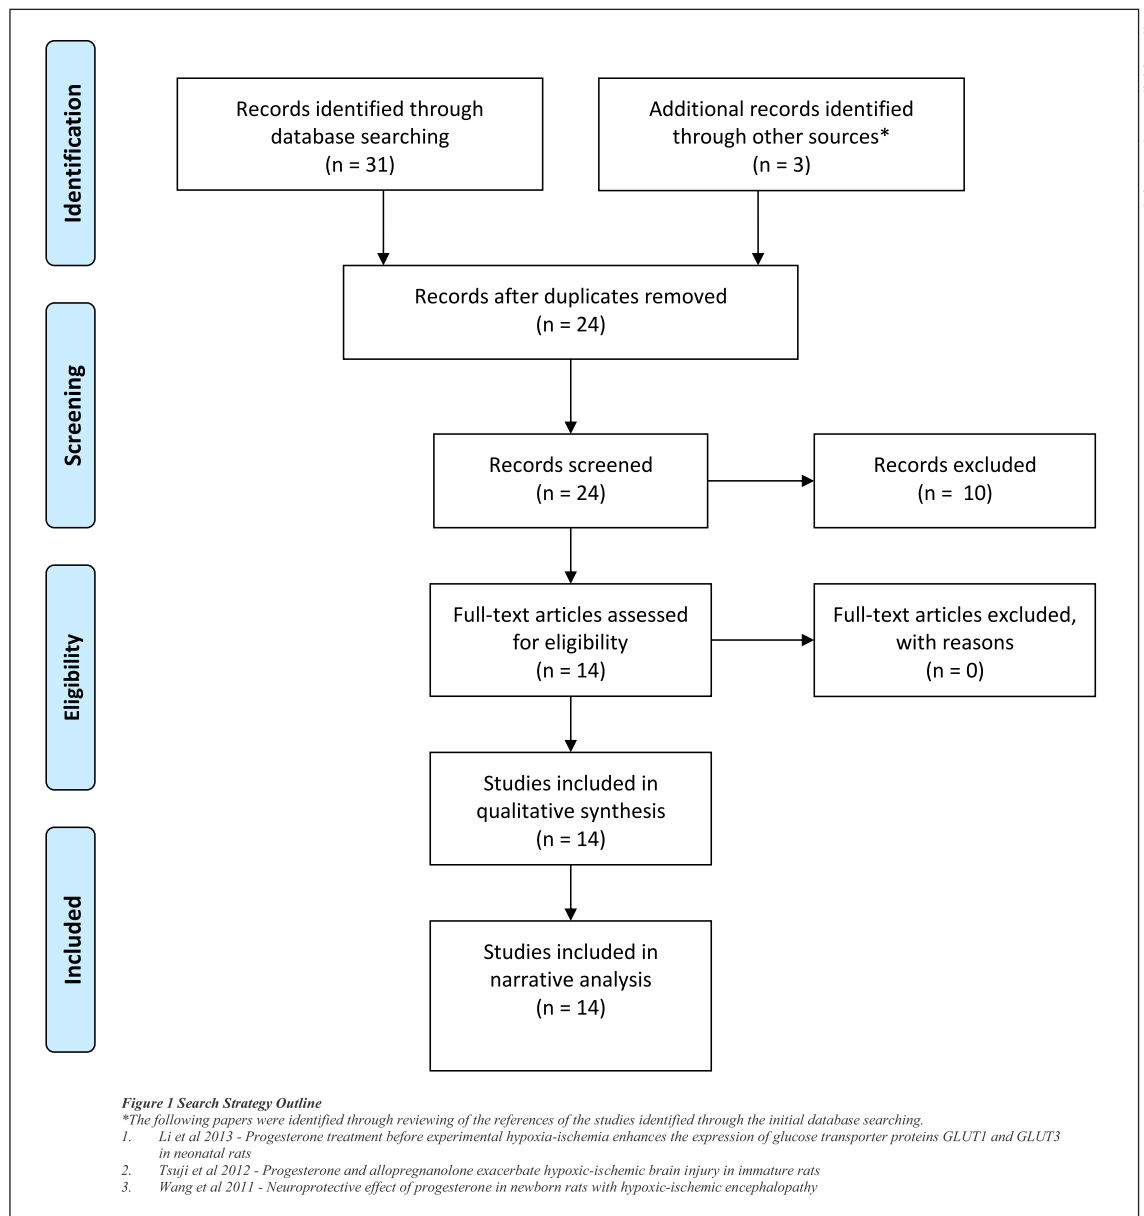 Identification
Records identified through
database searching
(n = 31)
Additional records identified
through other sources*
(n = 3)
Records after duplicates removed
(n = 24)
Screening
Records screened
(n = 24)
Records excluded
(n = 10)
Eligibility
Full-text articles assessed
for eligibility
(n = 14)
Full-text articles excluded,
with reasons
(n = 0)
Studies included in
qualitative synthesis
(n = 14)
Included
Studies included in
narrative analysis
(n = 14)
Figure 1 Search Strategy Outline
*The following papers were identified through reviewing of the references of the studies identified through the initial database searching.
1. Li et al 2013 - Progesterone treatment before experimental hypoxia-ischemia enhances the expression of glucose transporter proteins GLUT1 and GLUT3
in neonatal rats
2. Tsuji et al 2012 - Progesterone and allopregnanolone exacerbate hypoxic-ischemic brain injury in immature rats
3. Wang et al 2011 - Neuroprotective effect of progesterone in newborn rats with hypoxic-ischemic encephalopathy